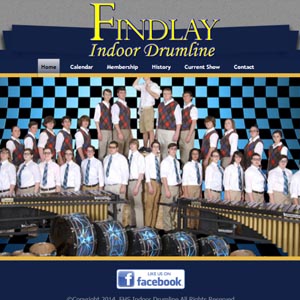 FINDLAY
Indoor Drumline
Home Calendar Membership History Current Show Contact
LIKE US ON
facebook
©Copyright 2014 FHS Indoor Drumline All Rights Reserved